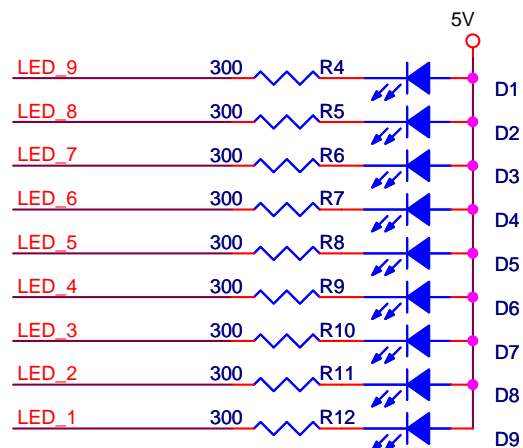 5V
LED_9 300 R4
D1
LED_8 300 R5
D2
LED_7 300 R6
D3
LED_6 300 R7
D4
LED_5 300 R8
D5
LED_4 300 R9
D6
LED_3 300 R10
D7
LED_2 300 R11
D8
LED_1 300 R12
D9